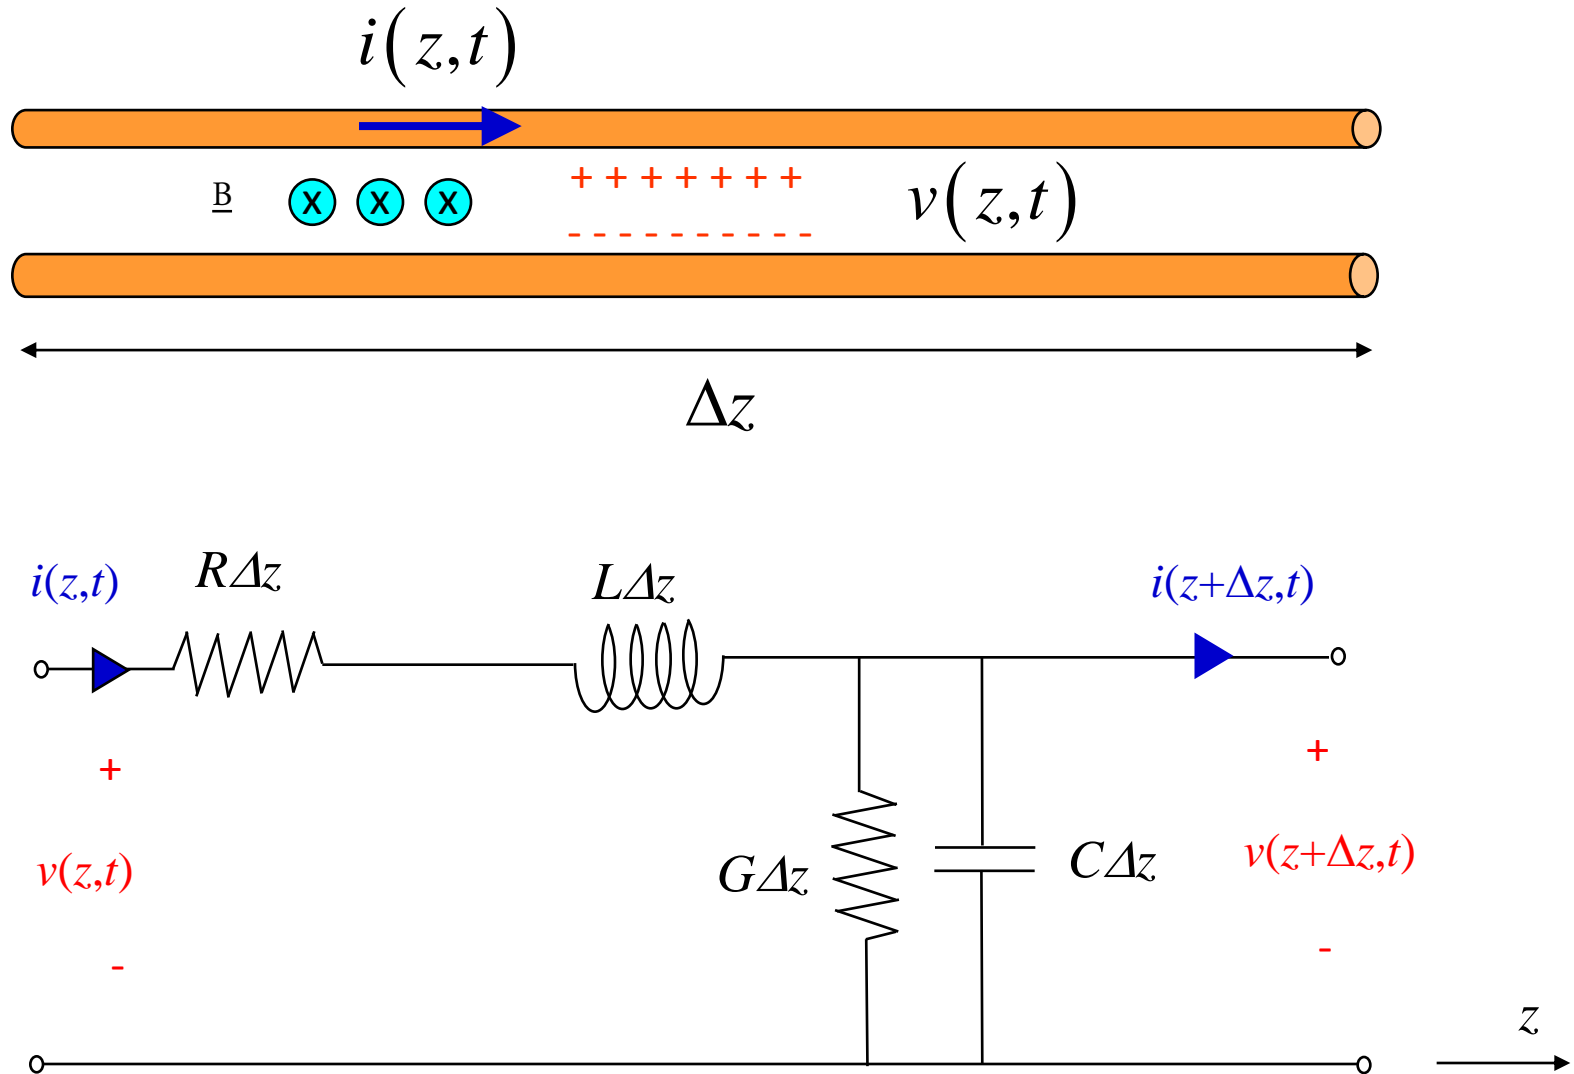 i(z,t)
+ + + + + + +
B X X X v(z,t)
- - - - - - - - - -
Δz
i(z,t) RΔz LΔz i(z+Δz,t)
+ +
v(z,t) GΔz CΔz v(z+Δz,t)
- -
z